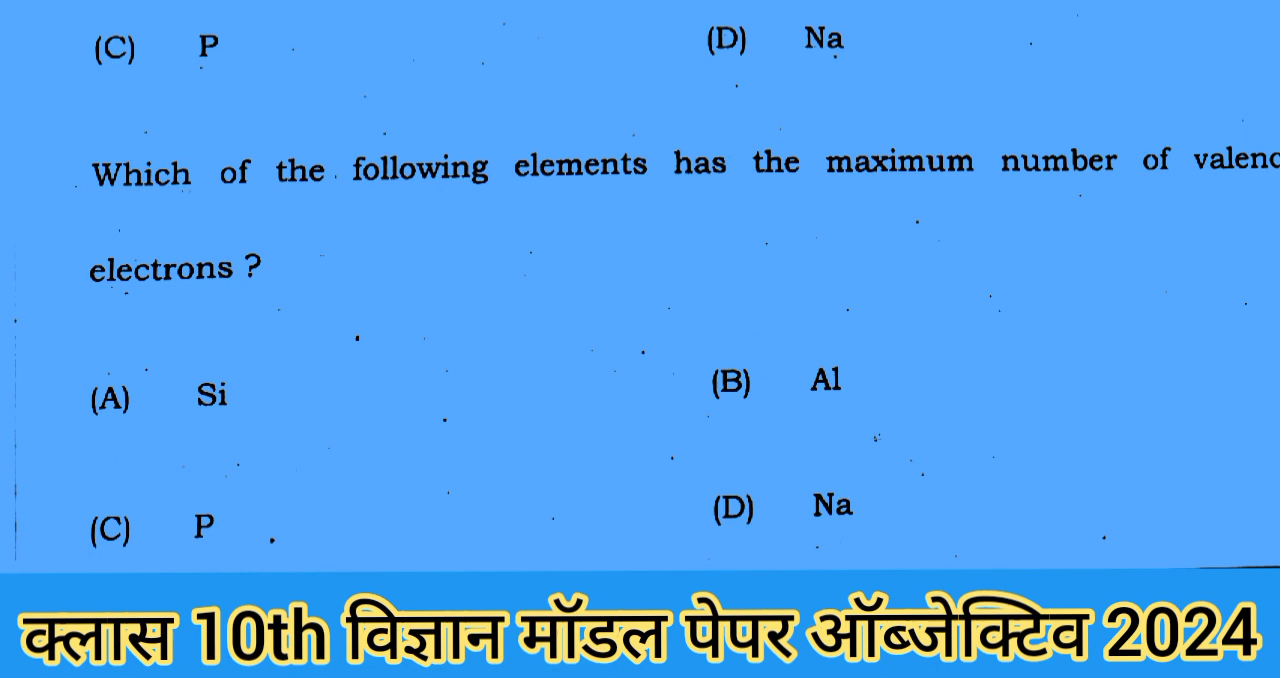 (C) P (D) Na
Which of the following elements has the maximum number of valenc
electrons ?
(A) Si (B) Al
(C) P (D) Na
क्लास 10th विज्ञान मॉडल पेपर ऑब्जेक्टिव 2024